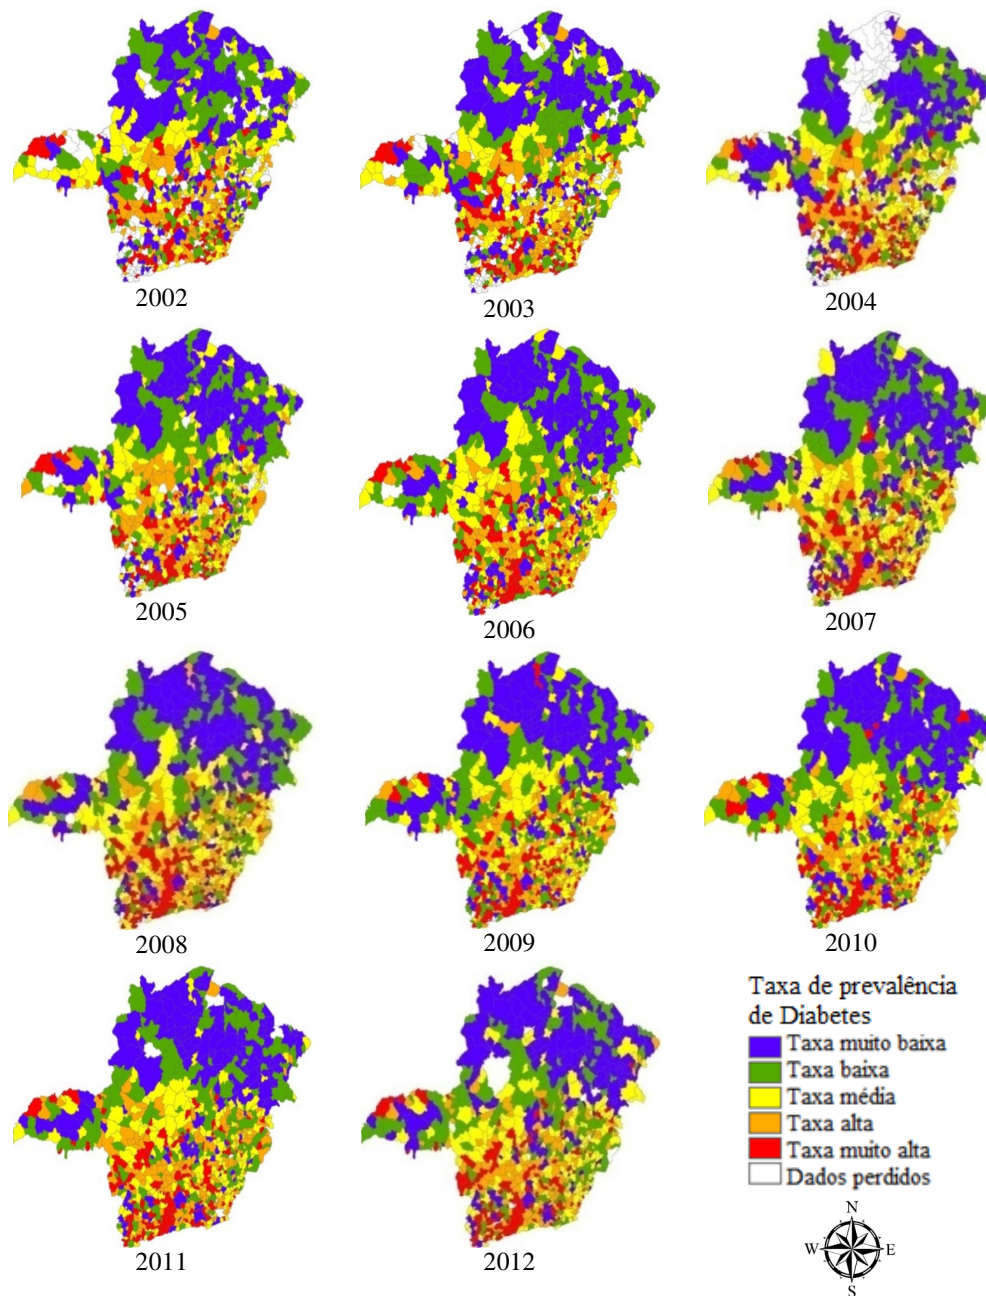 2002
2003
2004
2005
2006
2007
2008
2009
2010
2011
2012
Taxa de prevalência
de Diabetes
Taxa muito baixa
Taxa baixa
Taxa média
Taxa alta
Taxa muito alta
Dados perdidos
N
W
E
S